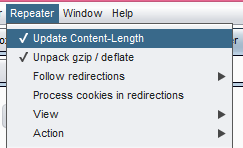 Repeater Window Help
Update Content-Length
Unpack gzip / deflate
Follow redirections
Process cookies in redirections
View
Action